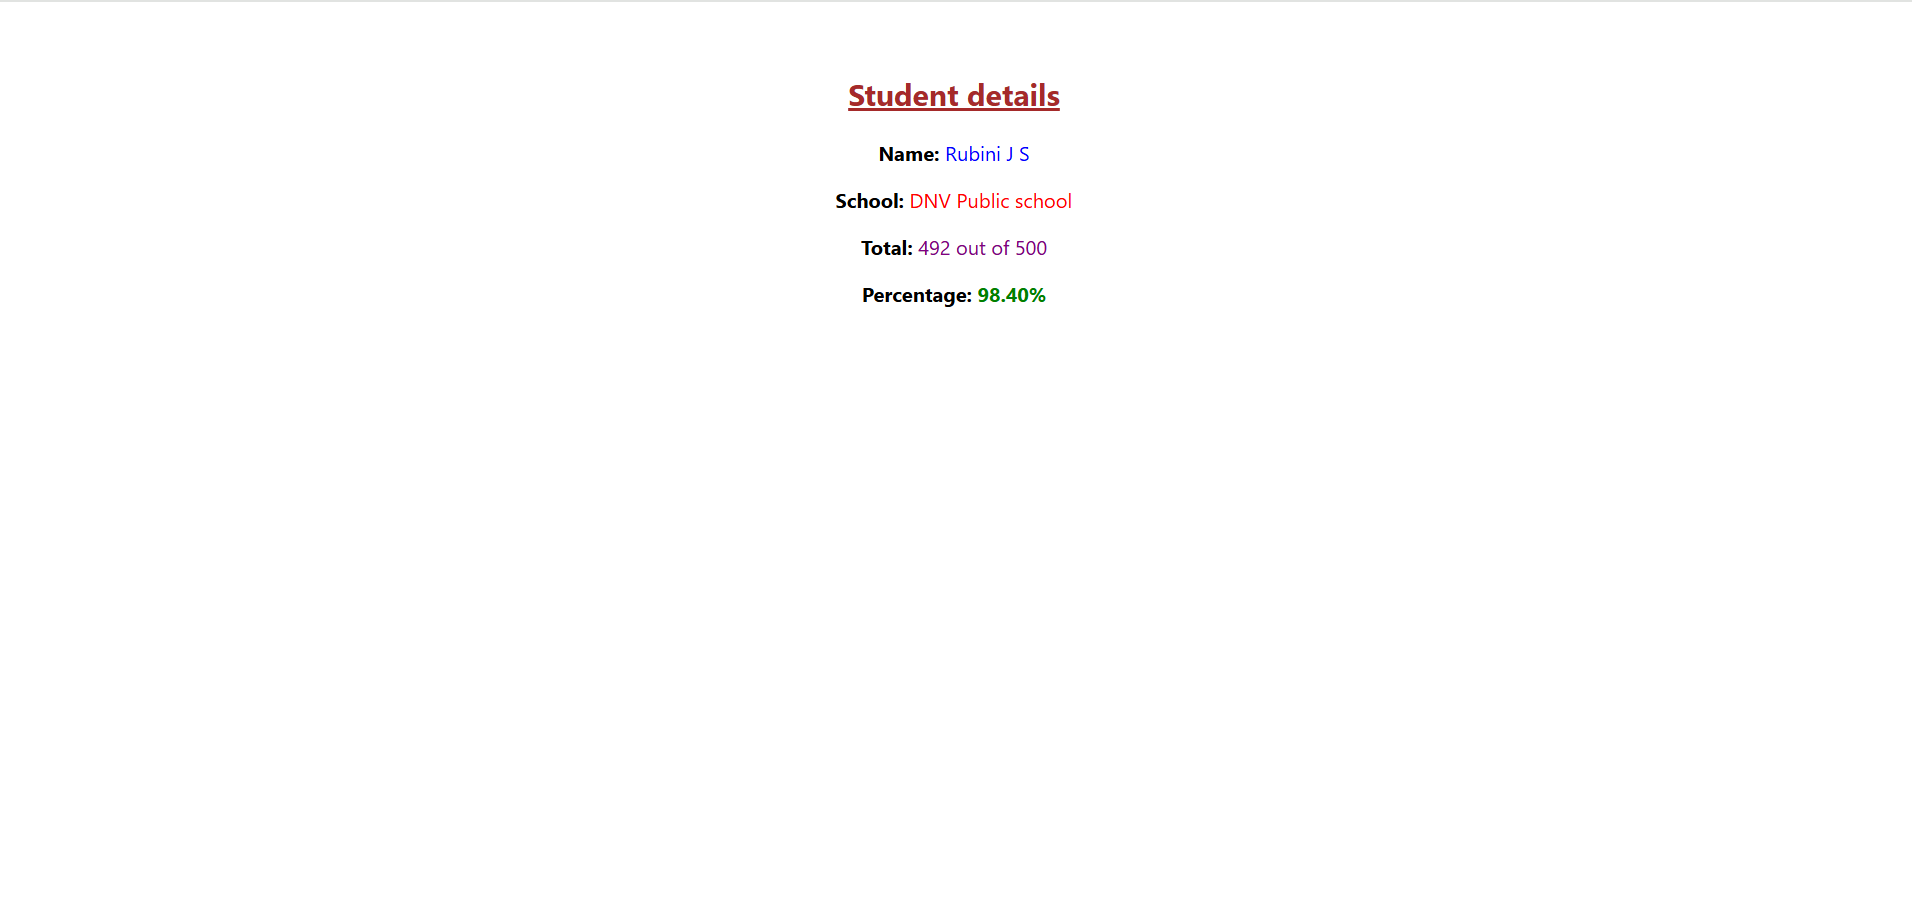 Student details
Name: Rubini J S
School: DNV Public school
Total: 492 out of 500
Percentage: 98.40%